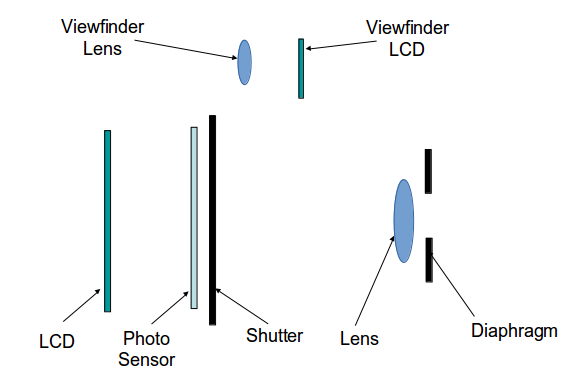 Viewfinder
Lens
Viewfinder
LCD
LCD
Photo
Sensor
Shutter
Lens
Diaphragm